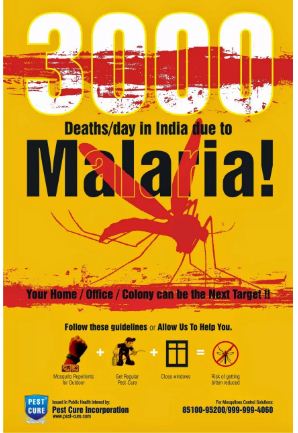 3000
Deaths/day in India due to
Malaria!
Your Home / Office / Colony can be the Next Target !!
Follow these guidelines or Allow Us To Help You.
+ + =
Mosquito Repellents for Outdoor
Get Regular Pest Cure
Close windows
Risk of getting bitten reduced
PEST CURE
Issued in Public Health Interest by:
Pest Cure Incorporation
www.pest-cure.com
For Mosquitoes Control Solutions:
85100-95200/999-999-4060